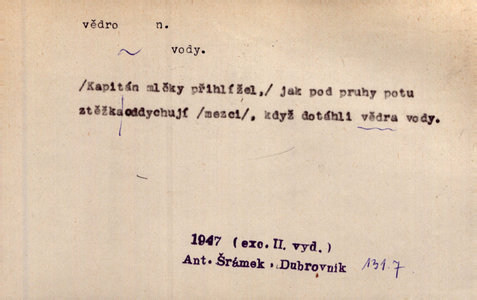 vědro n.
~ vody.
/Kapitán mlčky přihlížel,/ jak pod pruhy potu
ztěžka oddychují /mezci/, když dotáhli vědra vody.
1947 (exc. II. vyd.)
Ant. Šrámek. Dubrovník 131.7